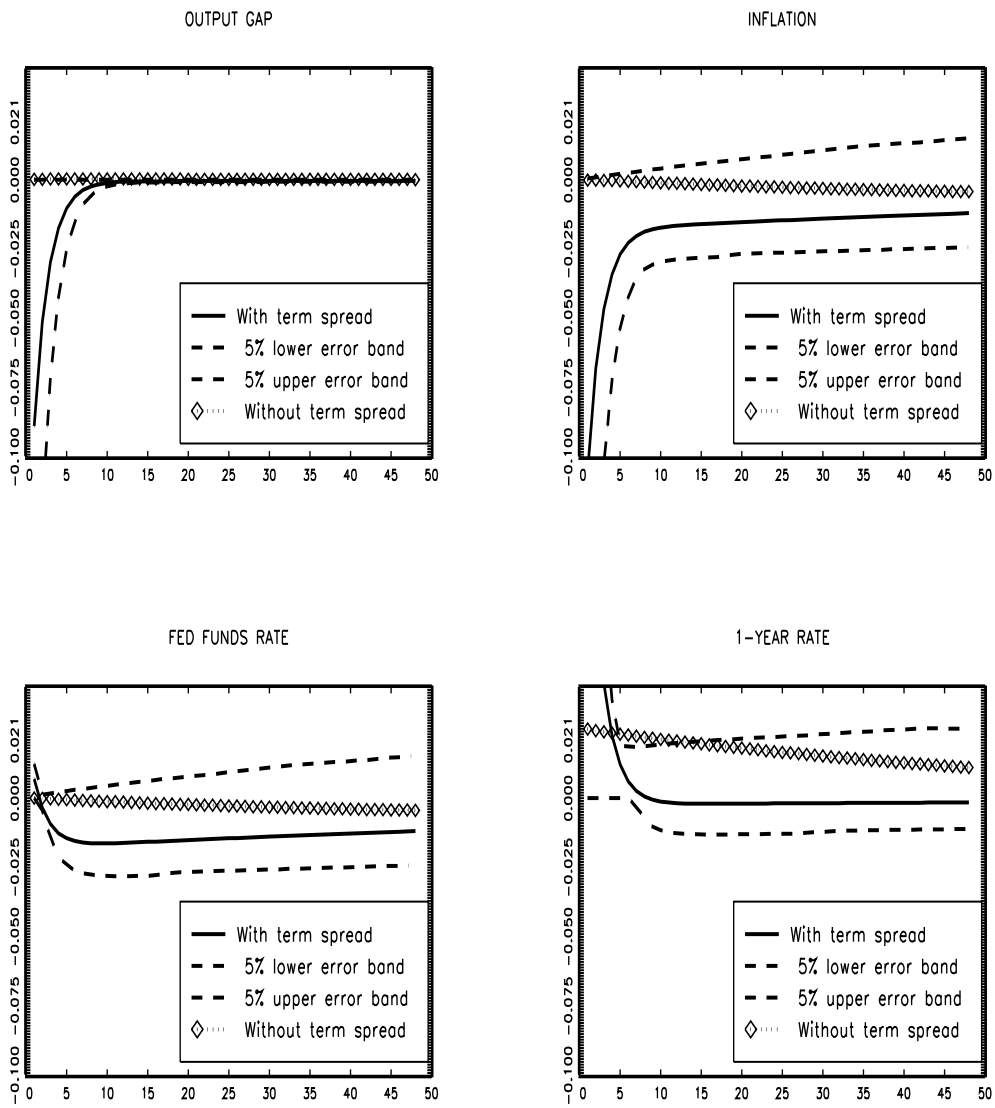 OUTPUT GAP
-0.100 -0.075 -0.050 -0.025 0.000 0.021
With term spread
5% lower error band
5% upper error band
Without term spread
0 5 10 15 20 25 30 35 40 45 50
INFLATION
-0.100 -0.075 -0.050 -0.025 0.000 0.021
With term spread
5% lower error band
5% upper error band
Without term spread
0 5 10 15 20 25 30 35 40 45 50
FED FUNDS RATE
-0.100 -0.075 -0.050 -0.025 0.000 0.021
With term spread
5% lower error band
5% upper error band
Without term spread
0 5 10 15 20 25 30 35 40 45 50
1-YEAR RATE
-0.100 -0.075 -0.050 -0.025 0.000 0.021
With term spread
5% lower error band
5% upper error band
Without term spread
0 5 10 15 20 25 30 35 40 45 50